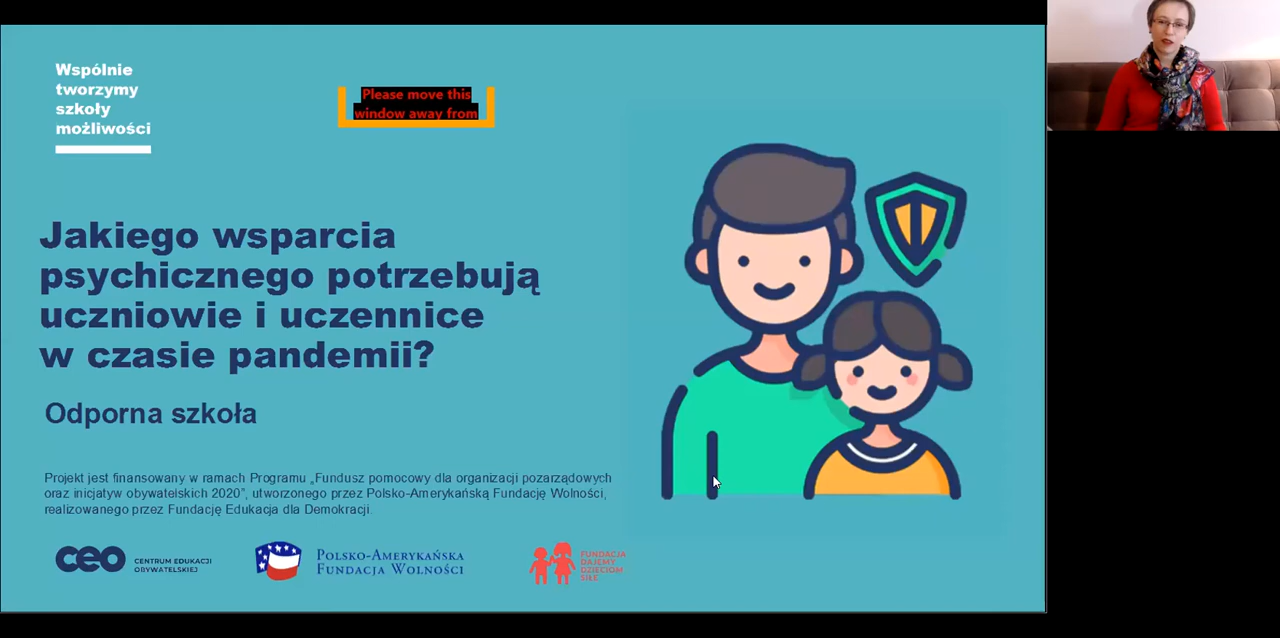 Wspólnie
tworzymy
szkoły
możliwości
Please move this
window away from
Jakiego wsparcia
psychicznego potrzebują
uczniowie i uczennice
w czasie pandemii?
Odporna szkoła
Projekt jest finansowany w ramach Programu „Fundusz pomocowy dla organizacji pozarządowych
oraz inicjatyw obywatelskich 2020”, utworzonego przez Polsko-Amerykańską Fundację Wolności,
realizowanego przez Fundację Edukacja dla Demokracji.
ceo CENTRUM EDUKACJI
OBYWATELSKIEJ
POLSKO-AMERYKAŃSKA
FUNDACJA WOLNOŚCI
FUNDACJA
DAJEMY
DZIECIOM
SIŁĘ